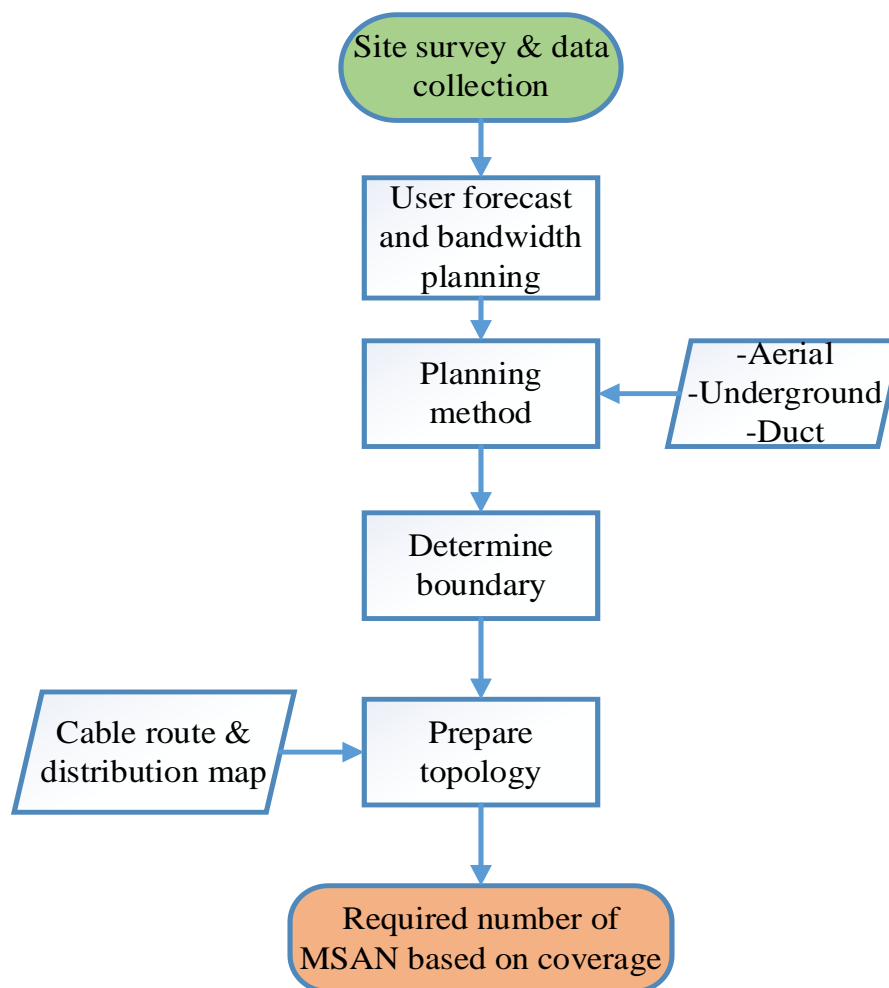 Site survey & data
collection
User forecast
and bandwidth
planning
Planning
method
-Aerial
-Underground
-Duct
Determine
boundary
Cable route &
distribution map
Prepare
topology
Required number of
MSAN based on coverage